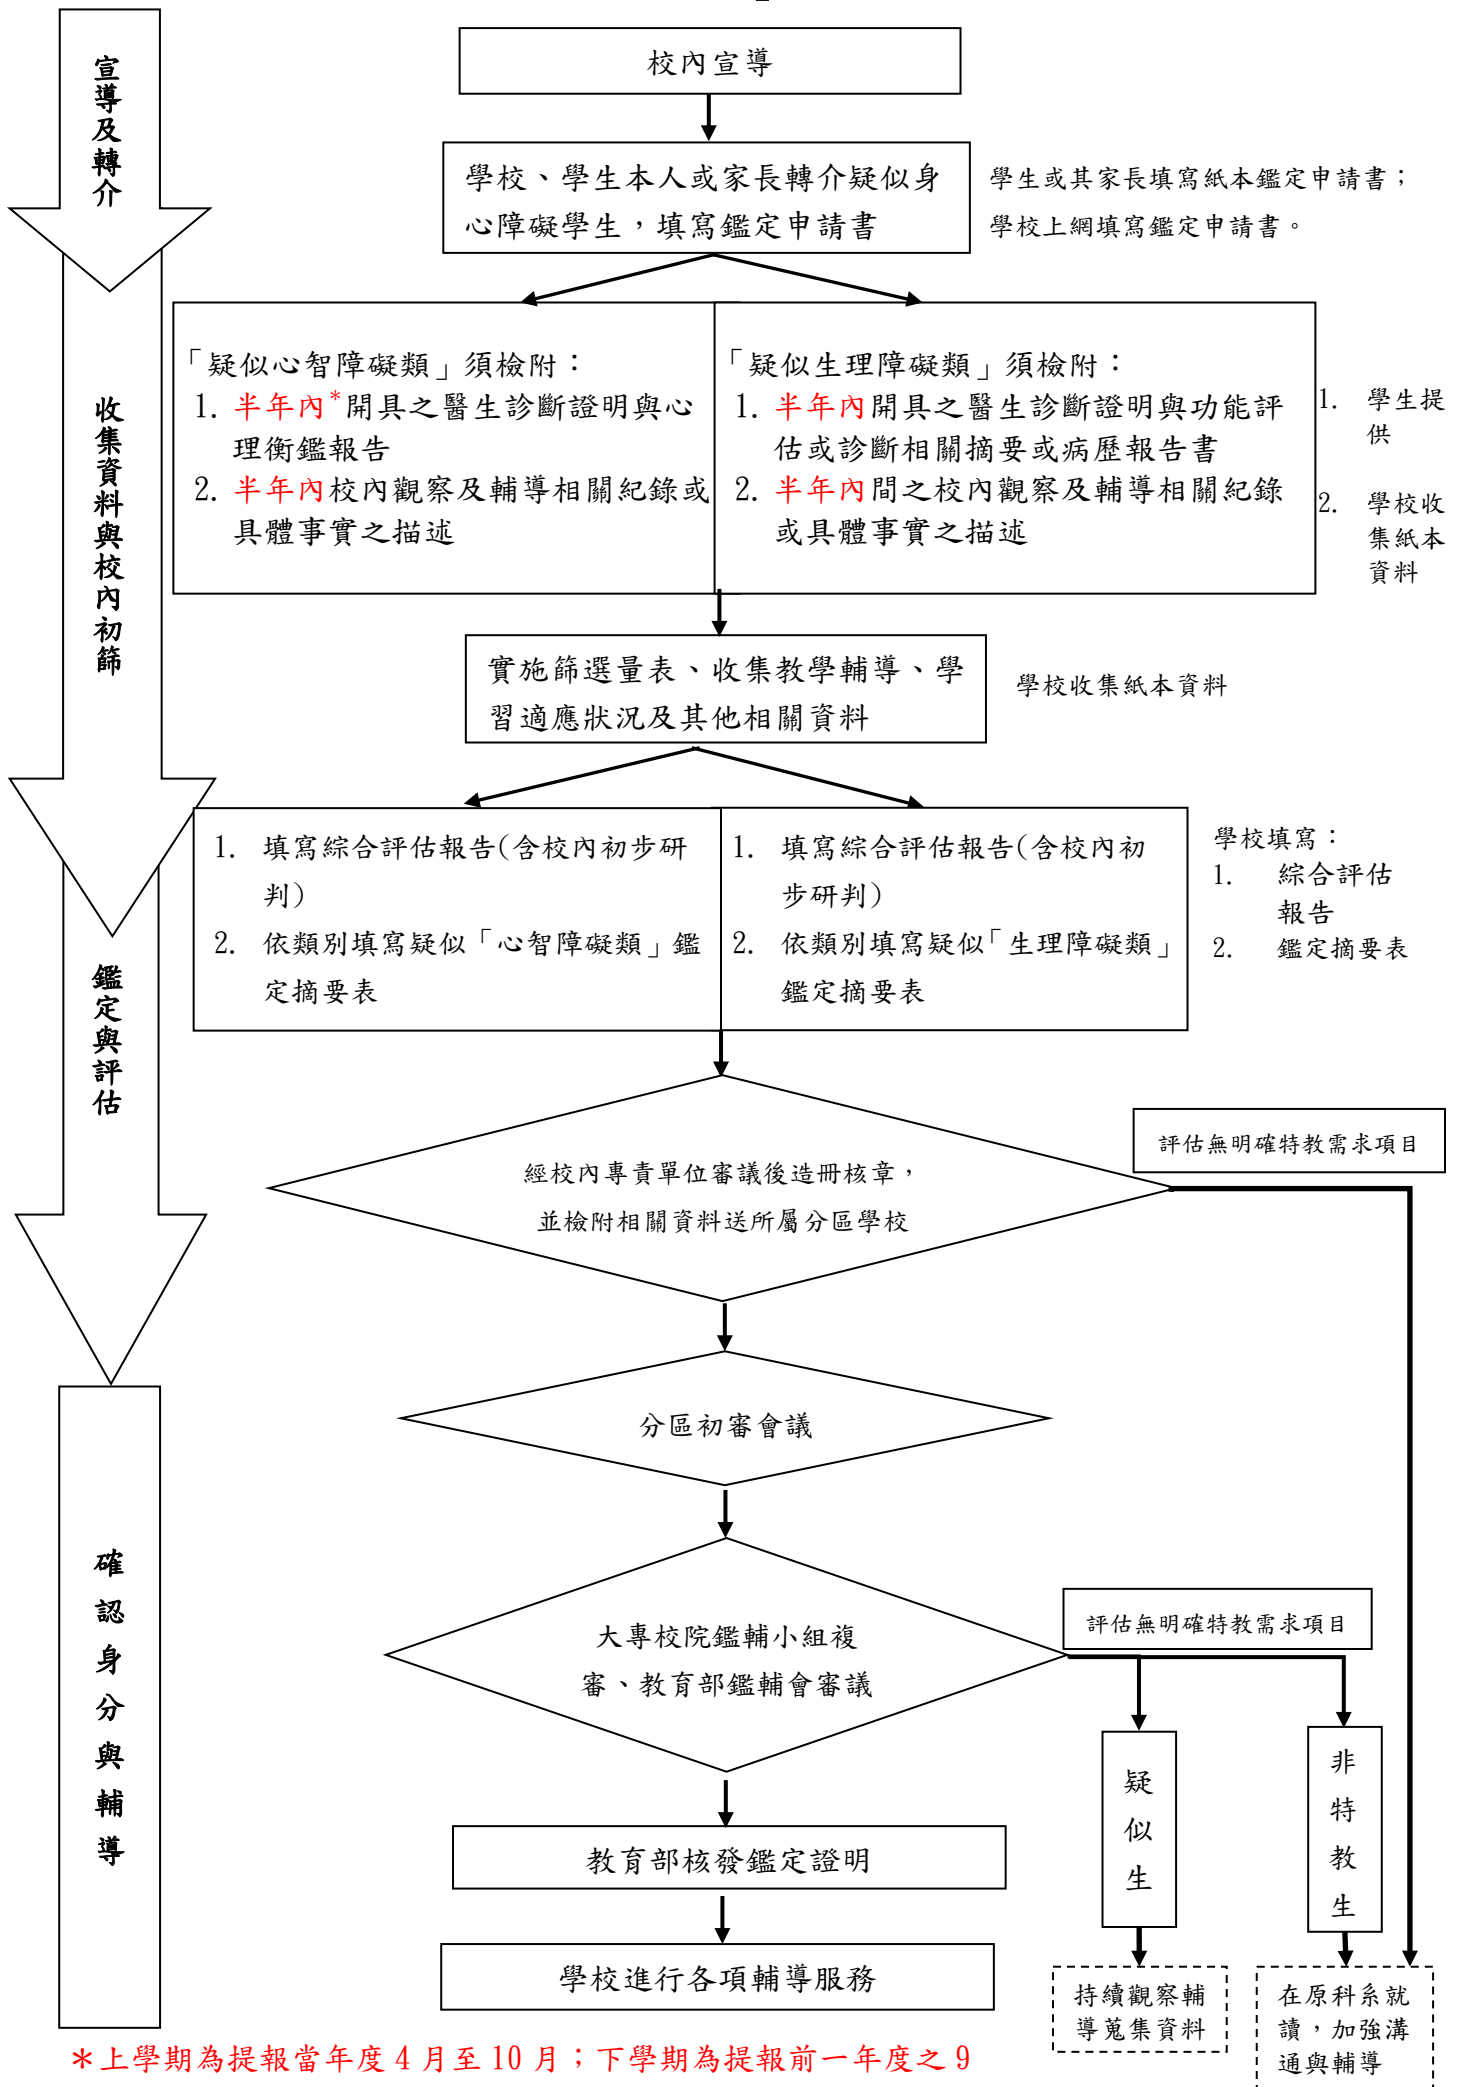 宣導及轉介
校內宣導
學校、學生本人或家長轉介疑似身
心障礙學生，填寫鑑定申請書
學生或其家長填寫紙本鑑定申請書；
學校上網填寫鑑定申請書。
收集資料與校內初篩
「疑似心智障礙類」須檢附：
1. 半年內*開具之醫生診斷證明與心
理衡鑑報告
2. 半年內校內觀察及輔導相關紀錄或
具體事實之描述
「疑似生理障礙類」須檢附：
1. 半年內開具之醫生診斷證明與功能評
估或診斷相關摘要或病歷報告書
2. 半年內間之校內觀察及輔導相關紀錄
或具體事實之描述
1. 學生提
供
2. 學校收
集紙本
資料
實施篩選量表、收集教學輔導、學
習適應狀況及其他相關資料
學校收集紙本資料
鑑定與評估
1. 填寫綜合評估報告(含校內初步研
判)
2. 依類別填寫疑似「心智障礙類」鑑
定摘要表
1. 填寫綜合評估報告(含校內初
步研判)
2. 依類別填寫疑似「生理障礙類」
鑑定摘要表
學校填寫：
1. 綜合評估
報告
2. 鑑定摘要表
經校內專責單位審議後造冊核章，
並檢附相關資料送所屬分區學校
評估無明確特教需求項目
分區初審會議
確認身分與輔導
大專校院鑑輔小組複
審、教育部鑑輔會審議
評估無明確特教需求項目
疑似生
非特教生
教育部核發鑑定證明
學校進行各項輔導服務
持續觀察輔
導蒐集資料
在原科系就
讀，加強溝
通與輔導
＊上學期為提報當年度 4 月至 10 月；下學期為提報前一年度之 9